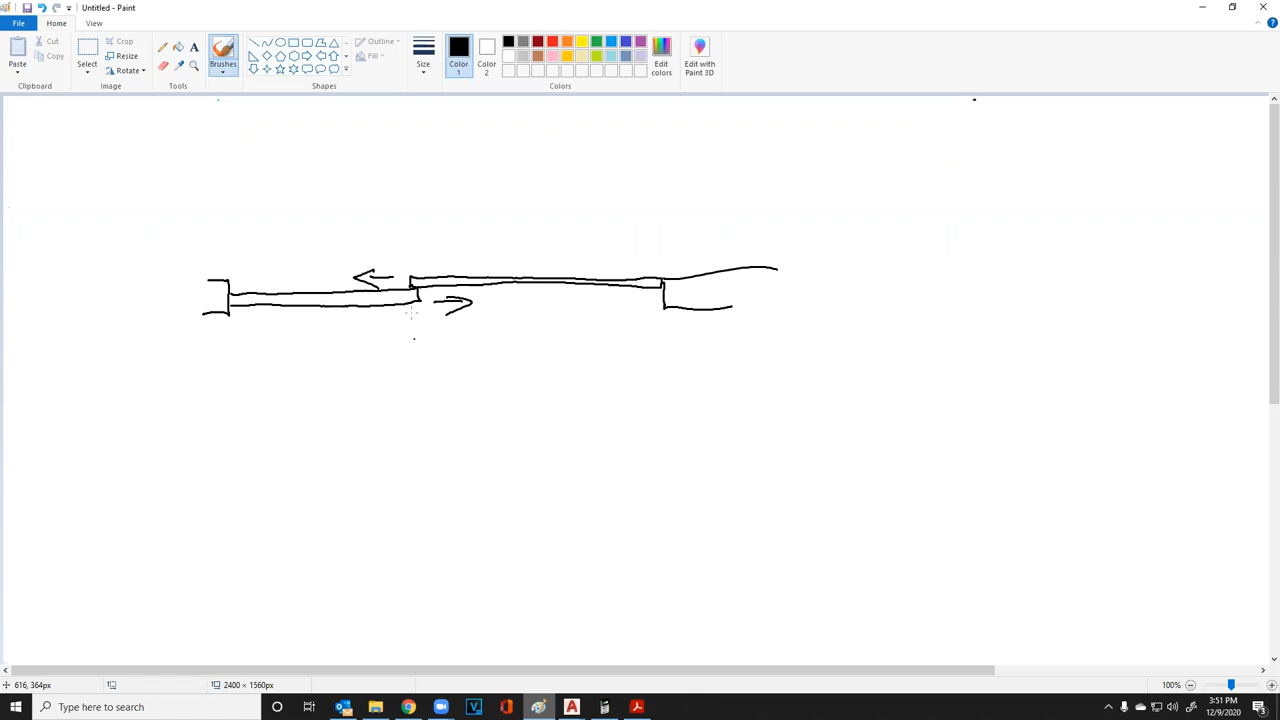 Untitled - Paint
File
Home
View
Paste
Cut
Copy
Clipboard
Select
Crop
Resize
Rotate
Image
A
Tools
Brushes
Outline
Fill
Shapes
Size
Color 1
Color 2
Edit colors
Colors
Edit with Paint 3D
616, 364px
2400 × 1560px
100%
Type here to search
3:51 PM
12/9/2020